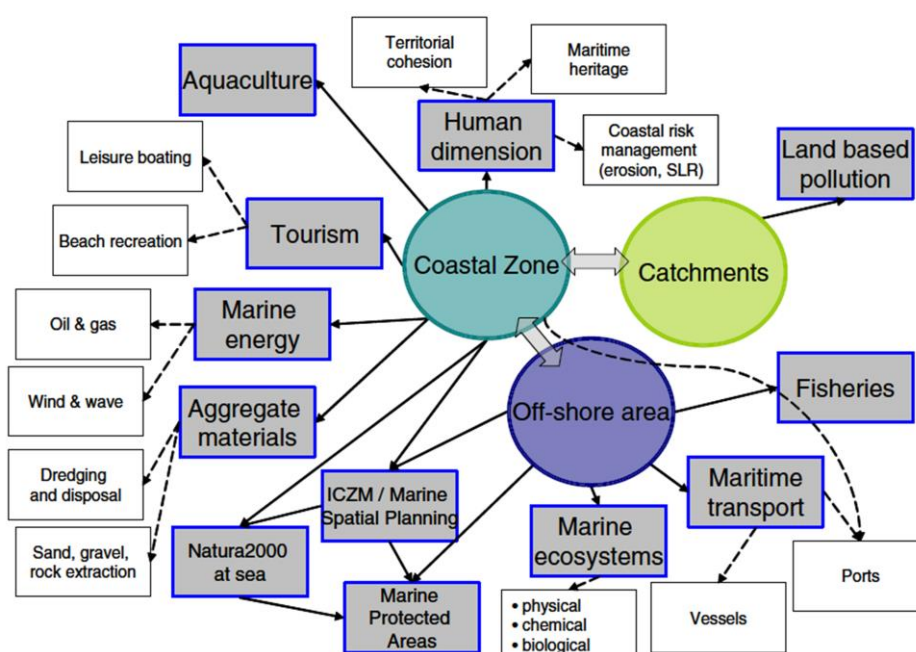 Territorial
cohesion
Maritime
heritage
Aquaculture
Human
dimension
Coastal risk
management
(erosion, SLR)
Land based
pollution
Leisure boating
Beach recreation
Tourism
Coastal Zone
Catchments
Oil & gas
Marine
energy
Wind & wave
Aggregate
materials
Off-shore area
Fisheries
Dredging
and disposal
ICZM / Marine
Spatial Planning
Maritime
transport
Sand, gravel,
rock extraction
Natura2000
at sea
Marine
ecosystems
Marine
Protected
Areas
• physical
• chemical
• biological
Vessels
Ports